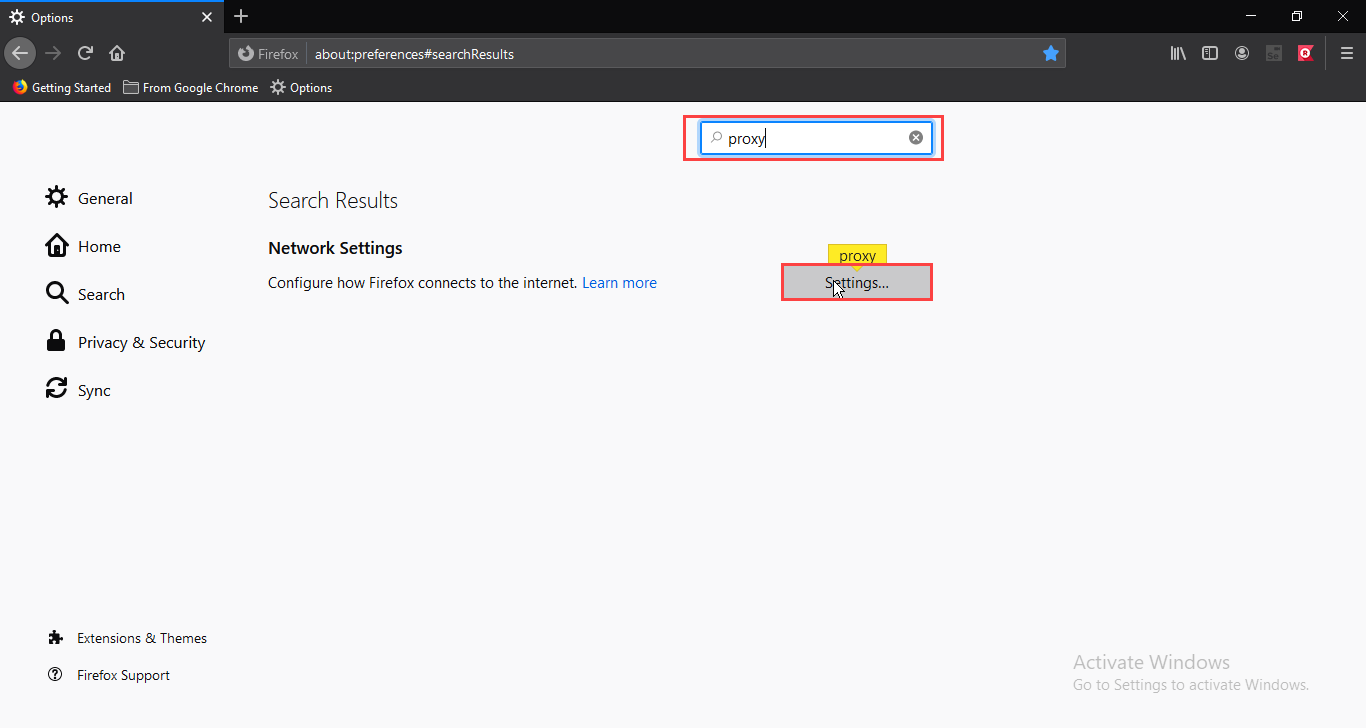 Options
Firefox
about:preferences#searchResults
Getting Started
From Google Chrome
Options
proxy
General
Home
Search
Privacy & Security
Sync
Search Results
Network Settings
Configure how Firefox connects to the internet. Learn more
proxy
Settings...
Extensions & Themes
Firefox Support
Activate Windows
Go to Settings to activate Windows.